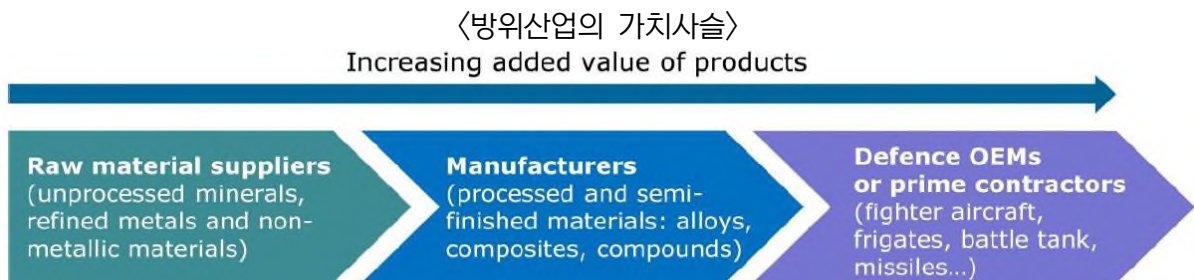 〈방위산업의 가치사슬〉
Increasing added value of products
Raw material suppliers
(unprocessed minerals,
refined metals and non-
metallic materials)
Manufacturers
(processed and semi-
finished materials: alloys,
composites, compounds)
Defence OEMs
or prime contractors
(fighter aircraft,
frigates, battle tank,
missiles...)